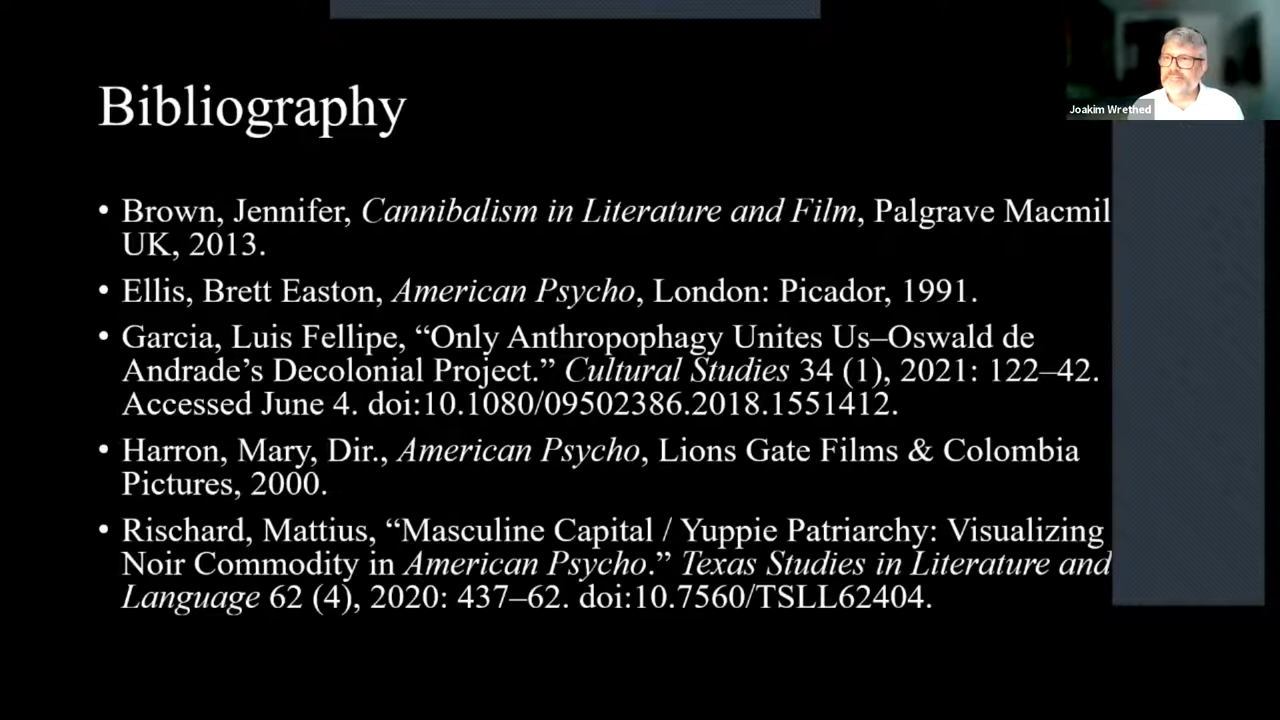 Joakim Wrethed
Bibliography
• Brown, Jennifer, Cannibalism in Literature and Film, Palgrave Macmil
UK, 2013.
• Ellis, Brett Easton, American Psycho, London: Picador, 1991.
• Garcia, Luis Fellipe, “Only Anthropophagy Unites Us–Oswald de
Andrade’s Decolonial Project.” Cultural Studies 34 (1), 2021: 122–42.
Accessed June 4. doi:10.1080/09502386.2018.1551412.
• Harron, Mary, Dir., American Psycho, Lions Gate Films & Colombia
Pictures, 2000.
• Rischard, Mattius, “Masculine Capital / Yuppie Patriarchy: Visualizing
Noir Commodity in American Psycho.” Texas Studies in Literature and
Language 62 (4), 2020: 437–62. doi:10.7560/TSLL62404.